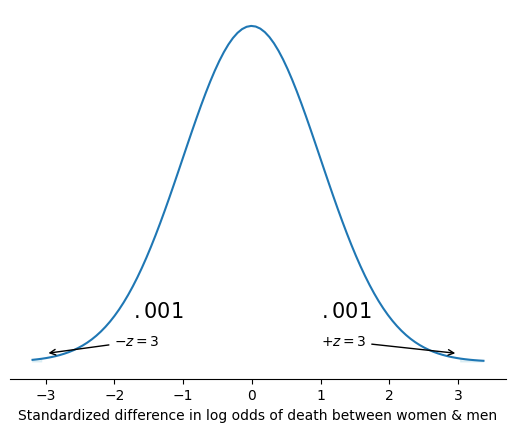 .001 .001
−z = 3 +z = 3
−3 −2 −1 0 1 2 3
Standardized difference in log odds of death between women & men